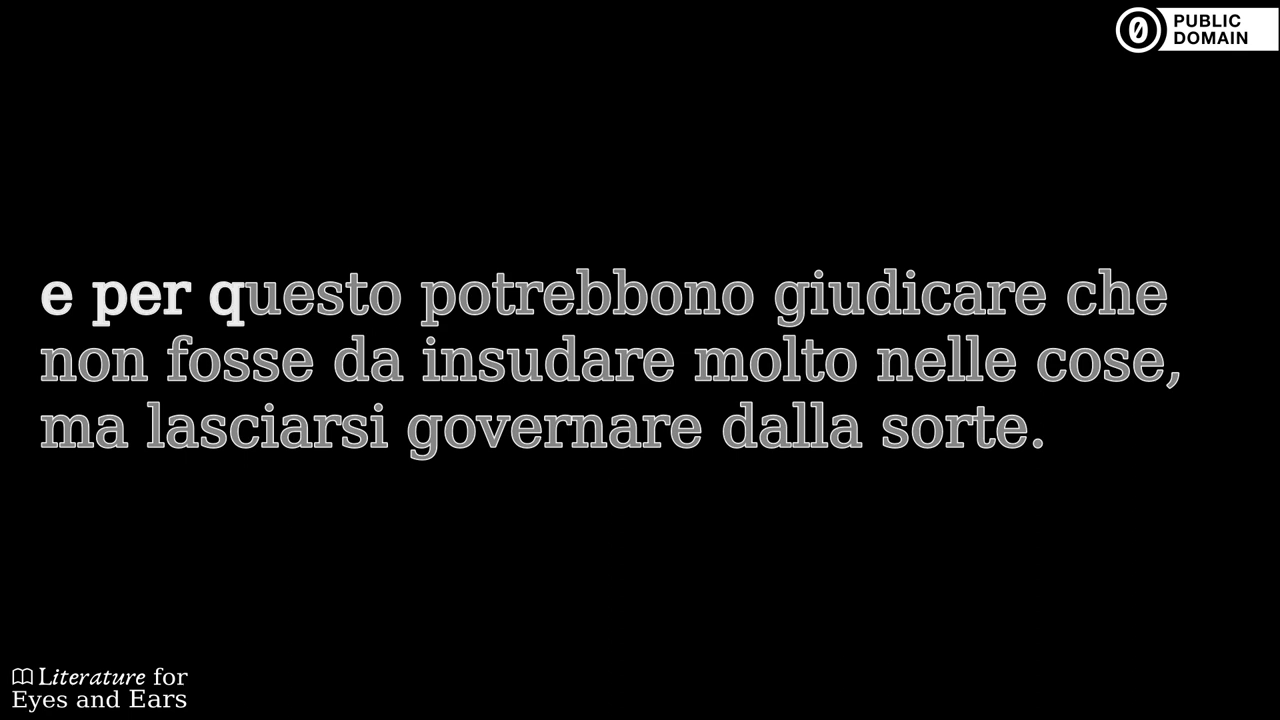 PUBLIC
DOMAIN
e per questo potrebbono giudicare che
non fosse da insudare molto nelle cose,
ma lasciarsi governare dalla sorte.
Literature for
Eyes and Ears